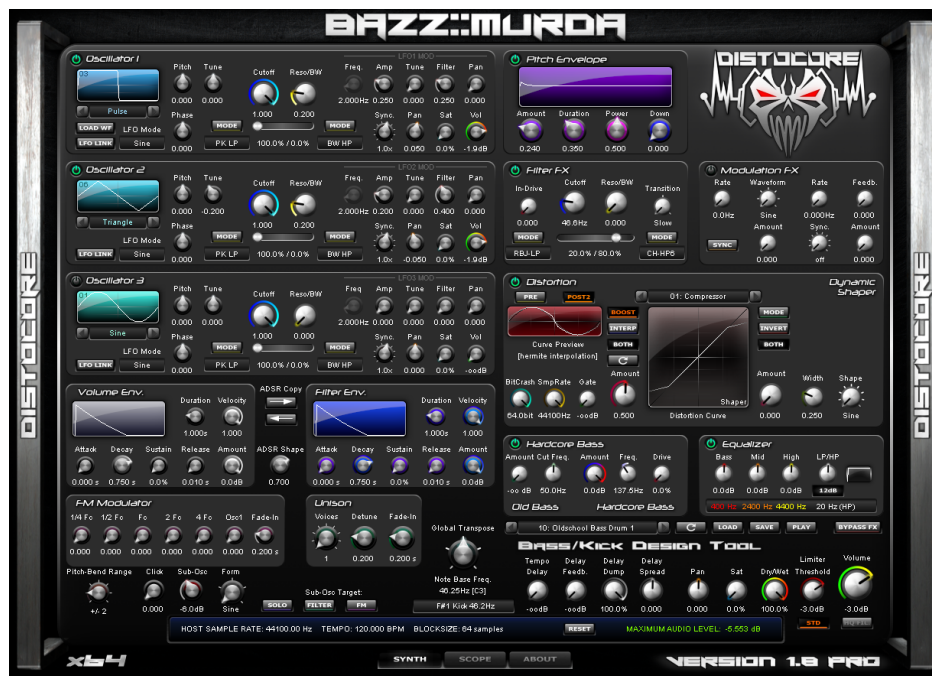 BAZZ::MURDA
Oscillator 1
03
Pulse
LOAD WF
LFO Mode
LFO LINK
Sine
Pitch
0.000
Tune
0.000
Phase
0.000
Cutoff
1.000
Reso/BW
0.200
MODE
MODE
PK LP
100.0% / 0.0%
BW HP
LFO1 MOD
Freq. Amp Tune Filter Pan
2.000Hz 0.250 0.000 0.250 0.000
Sync. Pan Sat Vol
1.0x 0.050 0.0% -1.9dB
Oscillator 2
Triangle
LFO Mode
LFO LINK
Sine
Pitch
0.000
Tune
-0.200
Phase
0.000
Cutoff
1.000
Reso/BW
0.200
MODE
MODE
PK LP
100.0% / 0.0%
BW HP
LFO2 MOD
Freq. Amp Tune Filter Pan
2.000Hz 0.200 0.000 0.400 0.000
Sync. Pan Sat Vol
1.0x -0.050 0.0% -1.9dB
Oscillator 3
01
Sine
LFO Mode
LFO LINK
Sine
Pitch
0.000
Tune
0.000
Phase
0.000
Cutoff
1.000
Reso/BW
0.000
MODE
MODE
PK LP
100.0% / 0.0%
BW HP
LFO3 MOD
Freq Amp Tune Filter Pan
2.000Hz 0.000 0.000 0.000 0.000
Sync. Pan Sat Vol
1.0x 0.000 0.0% -oodB
Pitch Envelope
Amount Duration Power Down
0.240 0.350 0.500 0.000
DISTOCORE
Filter FX
In-Drive
0.000
Cutoff
46.6Hz
Reso/BW
0.000
Transition
Slow
MODE
MODE
RBJ-LP
20.0% / 80.0%
CH-HP6
Modulation FX
Rate Waveform Rate Feedb.
0.0Hz Sine 0.000Hz 0.000
SYNC
Amount Sync. Amount
0.000 off 0.000
DISTOCORE
DISTOCORE
Distortion
Dynamic
Shaper
PRE
POST2
01: Compressor
BOOST
INTERP
BOTH
MODE
INVERT
BOTH
Curve Preview
[hermite interpolation]
BitCrash SmpRate Gate Amount
64.0bit 44100Hz -oodB 0.500
Shaper
Distortion Curve
Amount Width Shape
0.000 0.250 Sine
Volume Env.
Duration Velocity
1.000s 1.000
Attack Decay Sustain Release Amount
0.000 s 0.750 s 0.0% 0.010 s 0.0dB
ADSR Copy
ADSR Shape
0.700
Filter Env.
Duration Velocity
1.000s 1.000
Attack Decay Sustain Release Amount
0.000 s 0.750 s 0.0% 0.010 s 0.0dB
Hardcore Bass
Amount Cut Freq. Amount Freq. Drive
-oo dB 50.0Hz 0.0dB 137.5Hz 0.0%
Old Bass
Hardcore Bass
Equalizer
Bass Mid High LP/HP
0.0dB 0.0dB 0.0dB 12dB
400 Hz 2400 Hz 4400 Hz 20 Hz (HP)
FM Modulator
1/4 Fc 1/2 Fc Fc 2 Fc 4 Fc Osc1 Fade-In
0.000 0.000 0.000 0.000 0.000 0.000 0.200 s
Unison
Voices Detune Fade-In
1 0.200 0.200 s
Global Transpose
Note Base Freq.
46.25Hz [C3]
F#1 Kick 46.2Hz
10: Oldschool Bass Drum 1
LOAD
SAVE
PLAY
BYPASS FX
Bass/Kick Design Tool
Pitch-Bend Range
+/- 2
Click
0.000
Sub-Osc
-6.0dB
Form
Sine
SOLO
Sub-Osc Target:
FILTER
FM
Tempo Delay
-oodB
Delay Feedb.
-oodB
Delay Dump
100.0%
Delay Spread
0.000
Pan
0.000
Sat
0.0%
Dry/Wet
100.0%
Limiter Threshold
-3.0dB
STD
Volume
-3.0dB
HOST SAMPLE RATE: 44100.00 Hz TEMPO: 120.000 BPM BLOCKSIZE: 64 samples
RESET
MAXIMUM AUDIO LEVEL: -5.553 dB
x64
SYNTH
SCOPE
ABOUT
VERSION 1.8 PRO